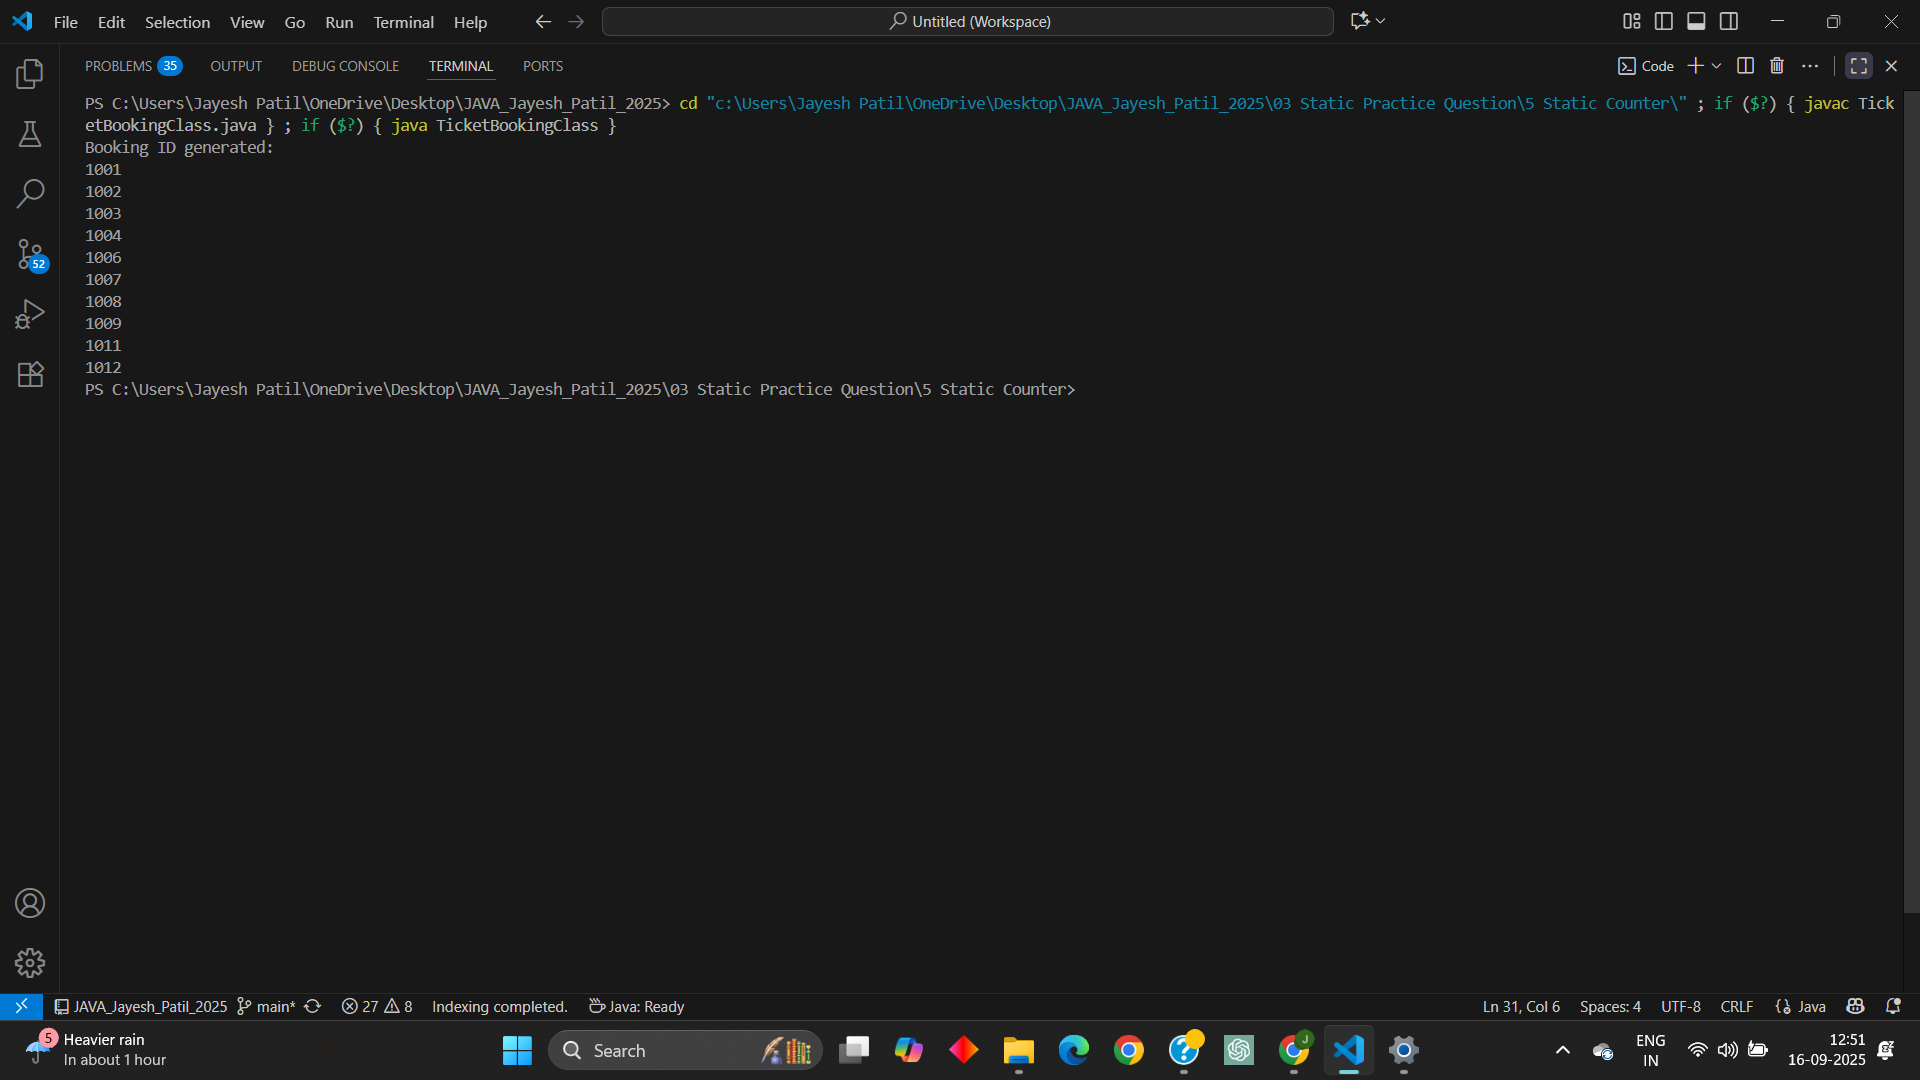 File Edit Selection View Go Run Terminal Help Untitled (Workspace)
PROBLEMS 35 OUTPUT DEBUG CONSOLE TERMINAL PORTS Code
PS C:\Users\Jayesh Patil\OneDrive\Desktop\JAVA_Jayesh_Patil_2025> cd "c:\Users\Jayesh Patil\OneDrive\Desktop\JAVA_Jayesh_Patil_2025\03 Static Practice Question\5 Static Counter\" ; if ($?) { javac Tick
etBookingClass.java } ; if ($?) { java TicketBookingClass }
Booking ID generated:
1001
1002
1003
1004
1006
1007
1008
1009
1011
1012
PS C:\Users\Jayesh Patil\OneDrive\Desktop\JAVA_Jayesh_Patil_2025\03 Static Practice Question\5 Static Counter>
52
JAVA_Jayesh_Patil_2025 main* 27 8 Indexing completed. Java: Ready Ln 31, Col 6 Spaces: 4 UTF-8 CRLF Java
5 Heavier rain
In about 1 hour
Search
J
ENG
IN
12:51
16-09-2025